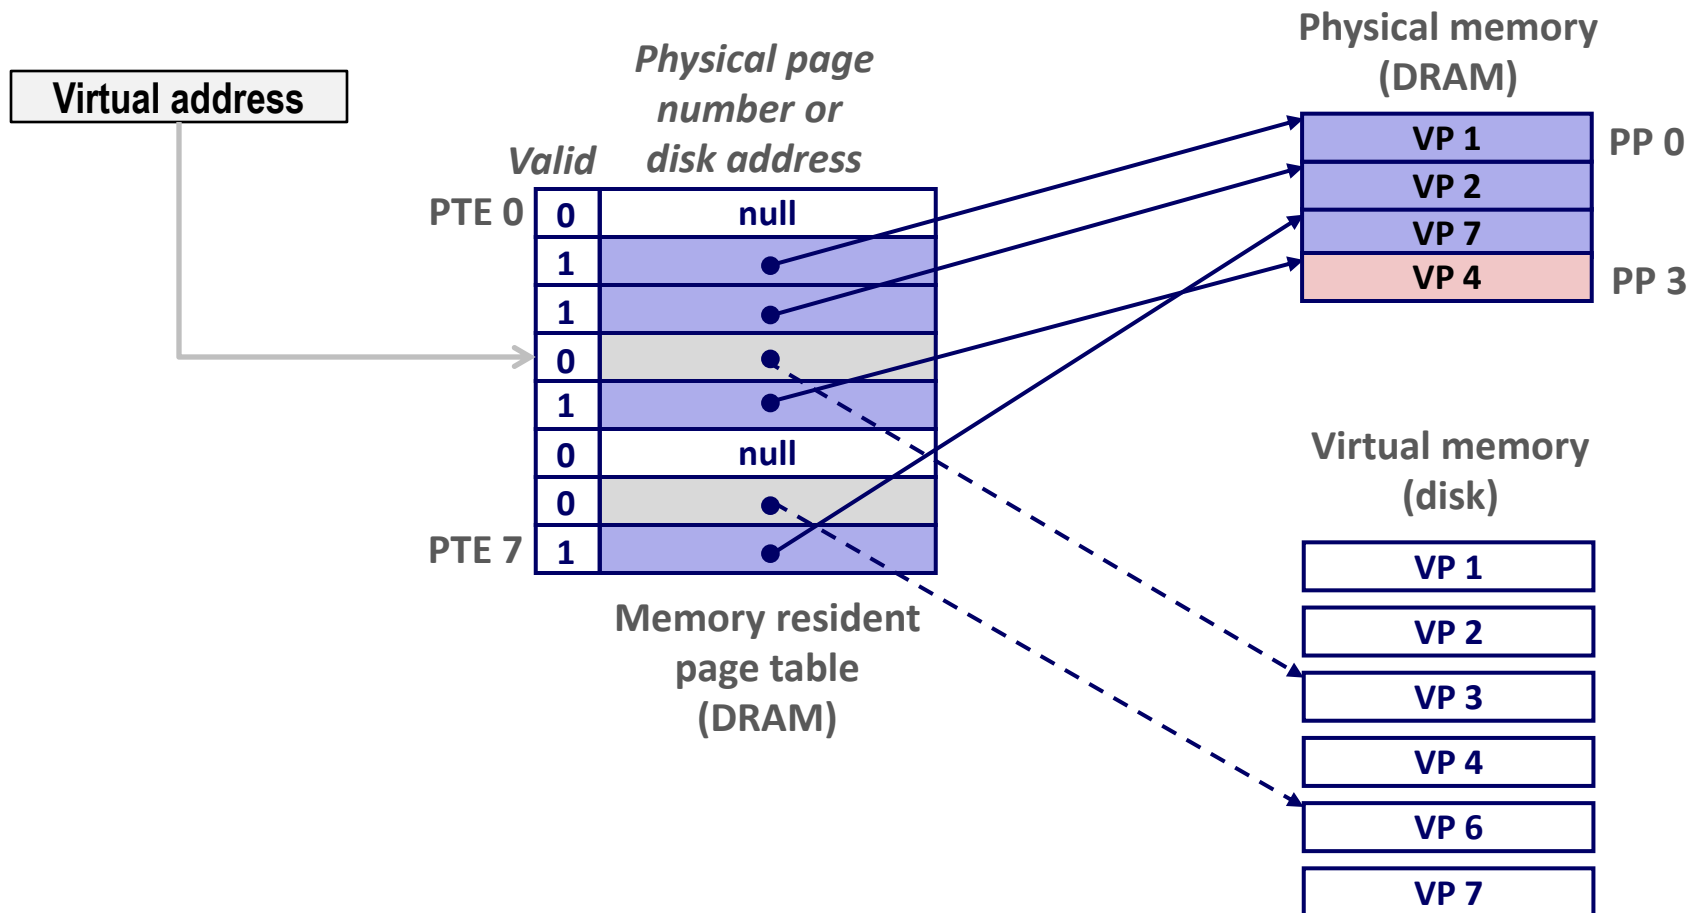 Virtual address
Physical page
number or
disk address
Valid
PTE 0
0
null
1
1
0
1
0
null
0
PTE 7
1
Memory resident
page table
(DRAM)
Physical memory
(DRAM)
VP 1
PP 0
VP 2
VP 7
VP 4
PP 3
Virtual memory
(disk)
VP 1
VP 2
VP 3
VP 4
VP 6
VP 7